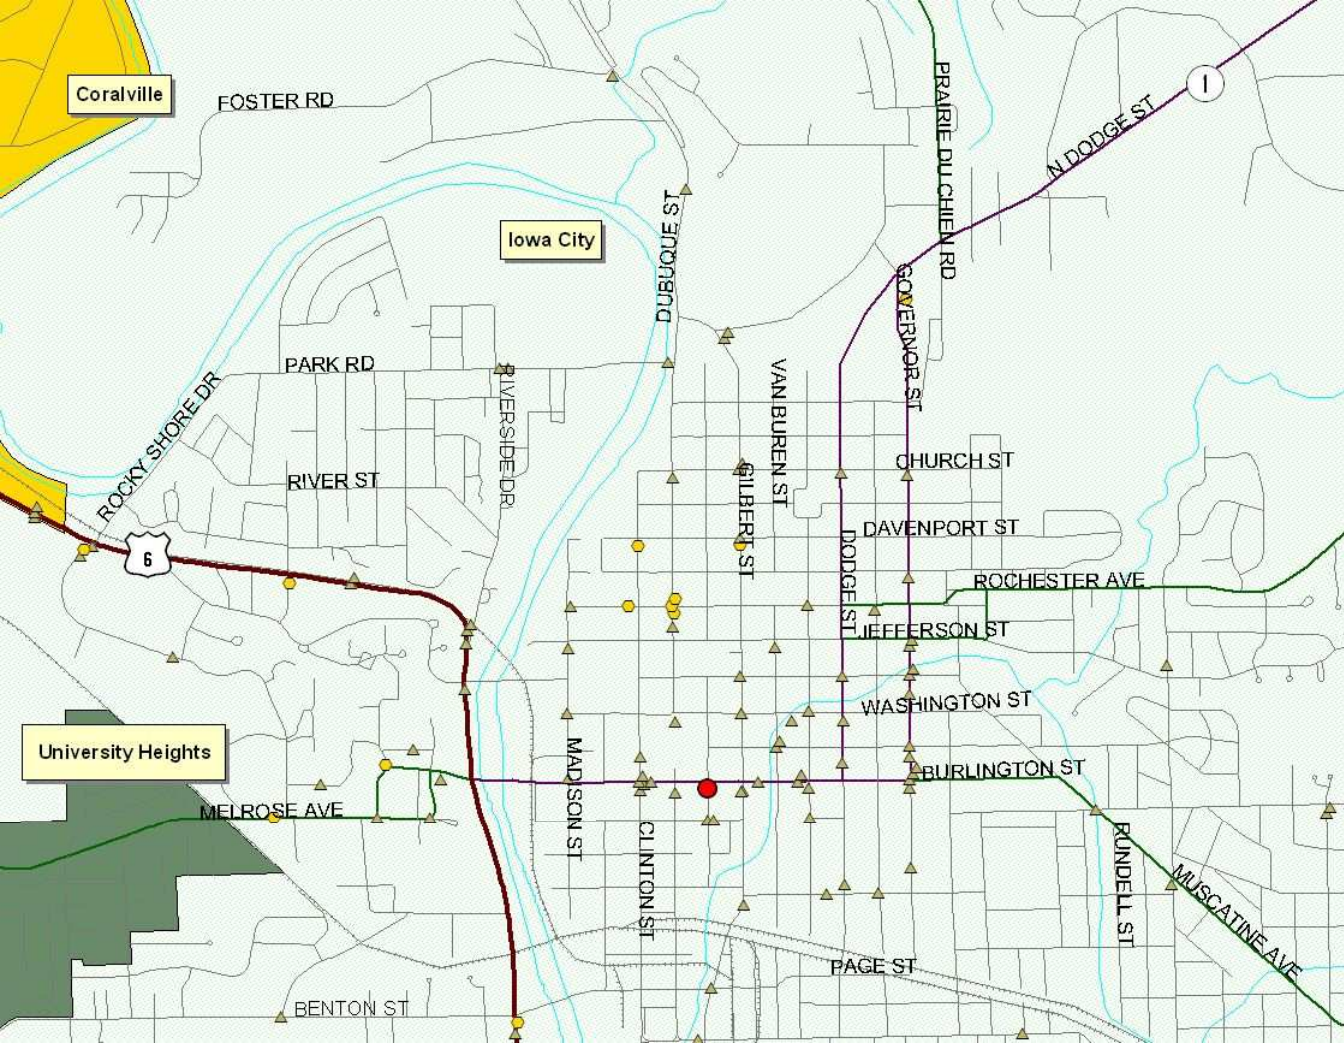 Coralville
FOSTER RD
PRAIRIE DU CHIEN RD
1
N DODGE ST
Iowa City
DUBUQUE ST
GOVERNOR ST
PARK RD
RIVERSIDE DR
VAN BUREN ST
ROCKY SHORE DR
RIVER ST
GILBERT ST
CHURCH ST
DAVENPORT ST
DODGE ST
6
ROCHESTER AVE
JEFFERSON ST
WASHINGTON ST
University Heights
MADISON ST
BURLINGTON ST
MELROSE AVE
CLINTON ST
RUNDELL ST
MUSCATINE AVE
PAGE ST
BENTON ST